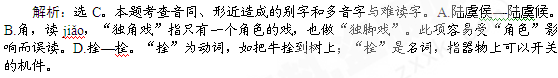 解析：选 C。本题考查音同、形近造成的别字和多音字与难读字。A.陆虞侯—陆虞候。
B.角，读 jiǎo，“独角戏”指只有一个角色的戏，也做“独脚戏”。此项容易受“角色”影
响而误读。D.拴—栓。“拴”为动词，如把牛拴到树上；“栓”是名词，指器物上可以开关
的机件。